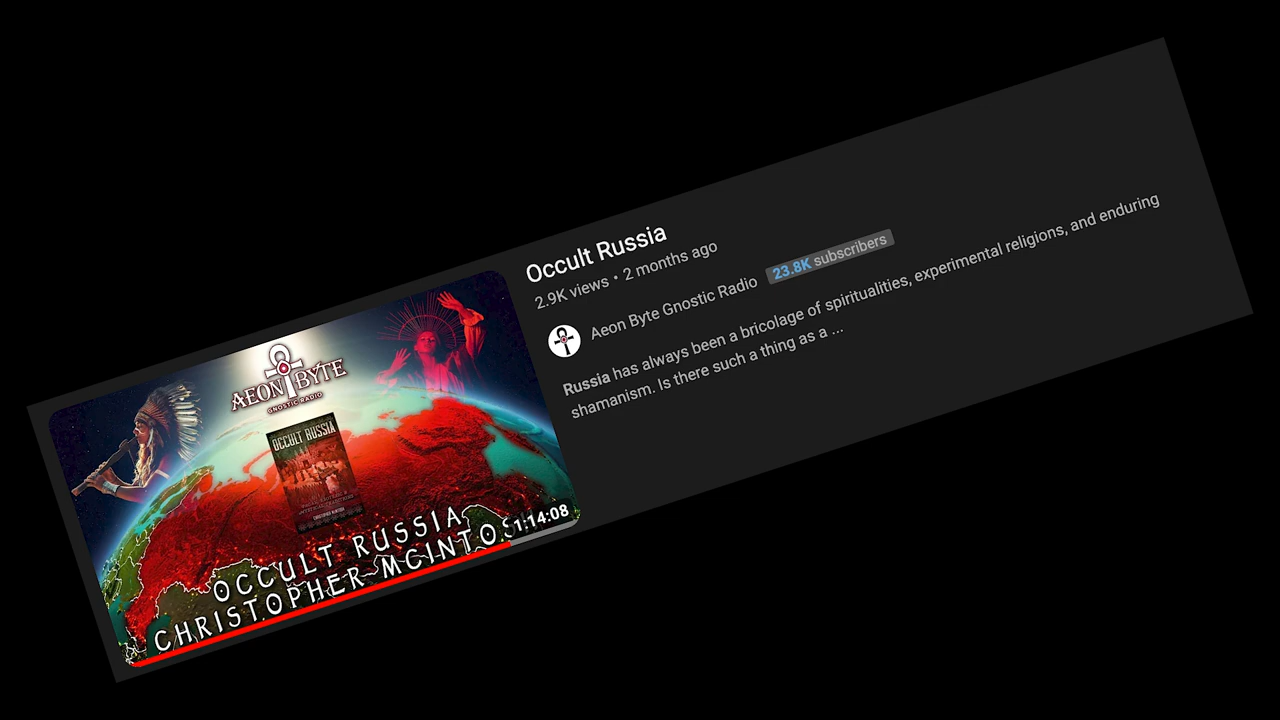 Occult Russia
2.9K views • 2 months ago
Aeon Byte Gnostic Radio 23.8K subscribers
Russia has always been a bricolage of spiritualities, experimental religions, and enduring
shamanism. Is there such a thing as a ...
AEON BYTE
GNOSTIC RADIO
OCCULT RUSSIA
OCCULT RUSSIA
CHRISTOPHER MCINTOS
1:14:08